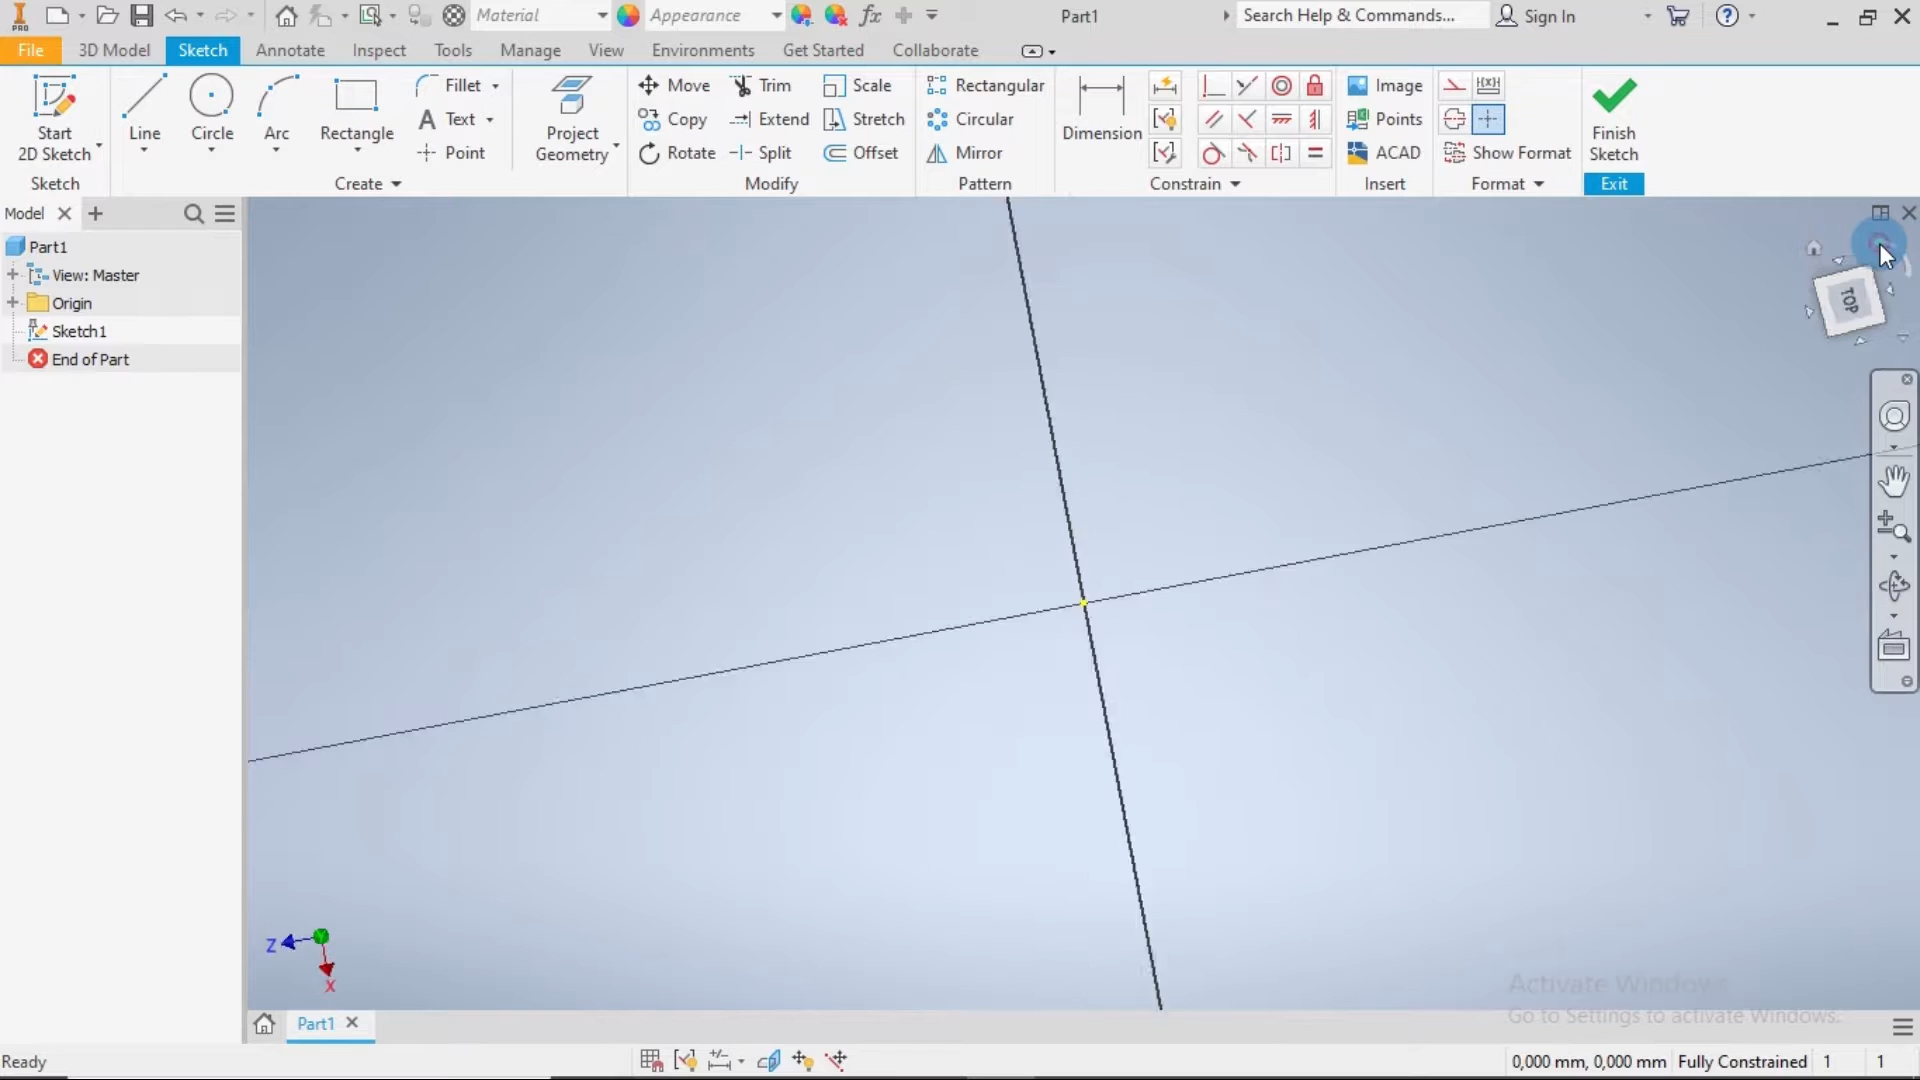 Material
Appearance
fx
Part1
Search Help & Commands...
Sign In
PRO
File
3D Model
Sketch
Annotate
Inspect
Tools
Manage
View
Environments
Get Started
Collaborate
Start
2D Sketch
Line
Circle
Arc
Rectangle
Fillet
Text
Point
Project
Geometry
Move
Copy
Rotate
Trim
Extend
Split
Scale
Stretch
Offset
Rectangular
Circular
Mirror
Dimension
Image
Points
ACAD
Show Format
Finish
Sketch
Sketch
Create
Modify
Pattern
Constrain
Insert
Format
Exit
Model
Part1
View: Master
Origin
Sketch1
End of Part
TOP
Z
X
Activate Windows
Go to Settings to activate Windows.
Part1
Ready
0,000 mm, 0,000 mm Fully Constrained 1 1